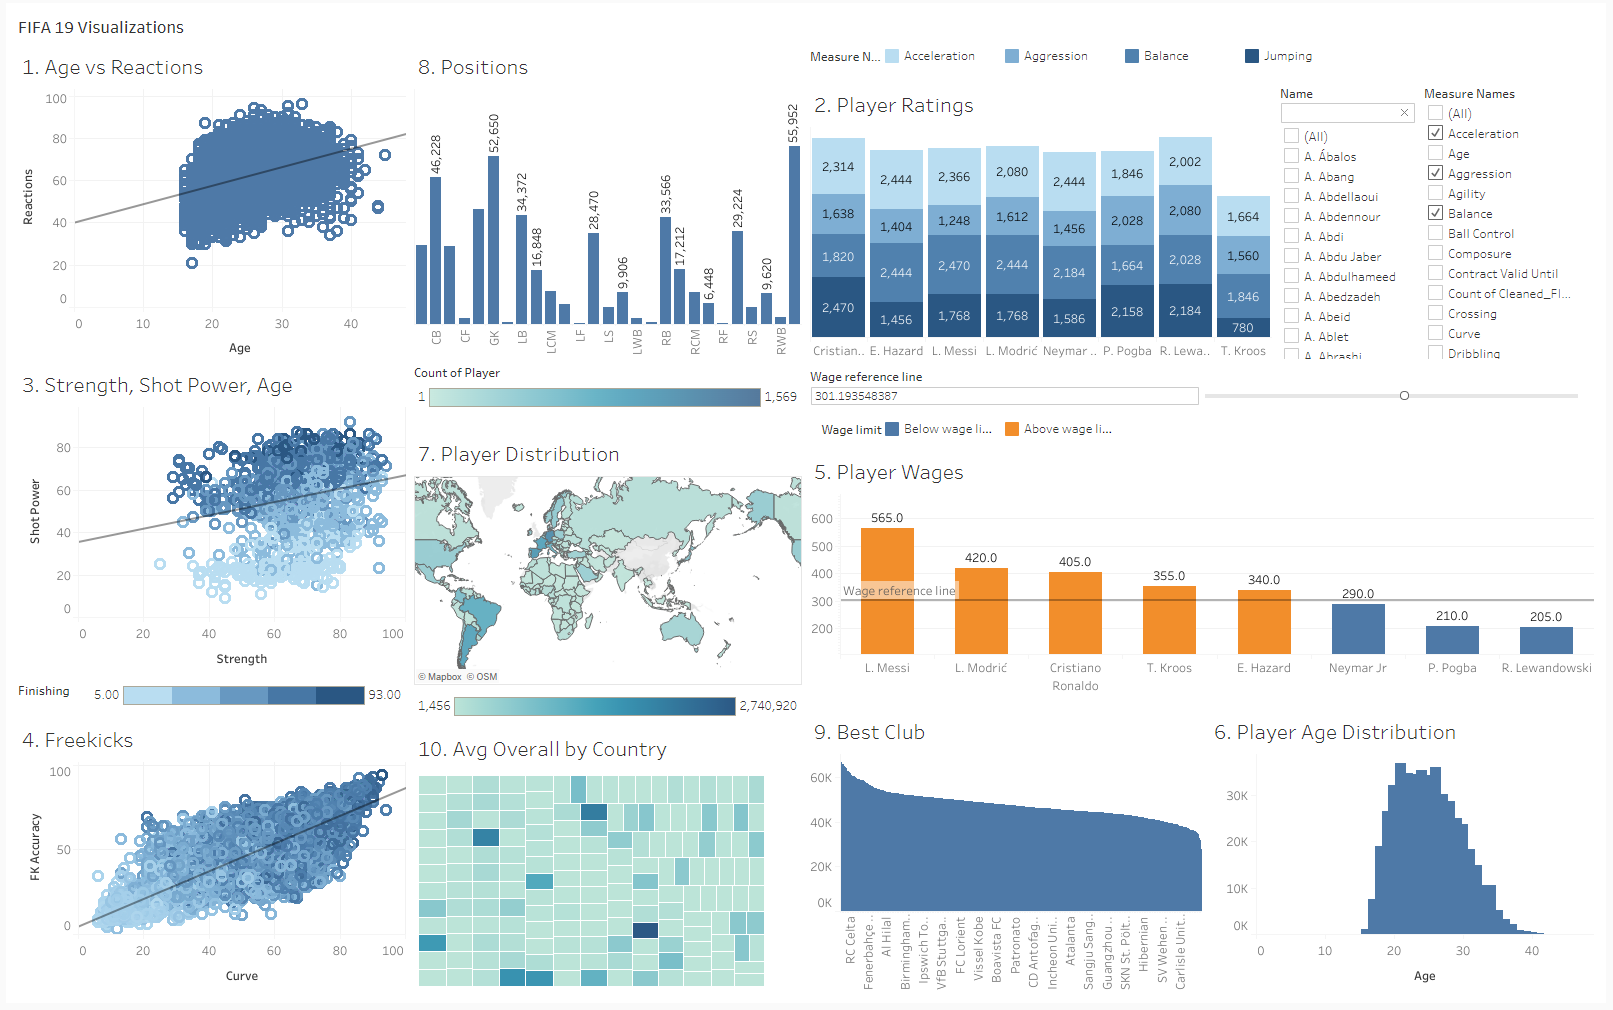 FIFA 19 Visualizations
1. Age vs Reactions
100
80
60
40
20
0
Reactions
0 10 20 30 40
Age
8. Positions
46,228
52,650
34,372
16,848
28,470
9,906
33,566
17,212
6,448
29,224
9,620
55,952
CB CF GK LB LCM LF LS LWB RB RCM RF RS RWB
Count of Player
1 1,569
Measure N... Acceleration Aggression Balance Jumping
2. Player Ratings
2,314 2,444 2,366 2,080 2,444 1,846 2,002 1,664
1,638 1,404 1,248 1,612 1,456 2,028 2,080 1,560
1,820 2,444 2,470 2,444 2,184 1,664 2,028 1,846
2,470 1,456 1,768 1,768 1,586 2,158 2,184 780
Cristian.. E. Hazard L. Messi L. Modrić Neymar .. P. Pogba R. Lewa.. T. Kroos
Name
(All)
A. Ábalos
A. Abang
A. Abdellaoui
A. Abdennour
A. Abdi
A. Abdu Jaber
A. Abdulhameed
A. Abedzadeh
A. Abeid
A. Ablet
A. Abrashi
Measure Names
(All)
Acceleration
Age
Aggression
Agility
Balance
Ball Control
Composure
Contract Valid Until
Count of Cleaned_FI...
Crossing
Curve
Dribbling
3. Strength, Shot Power, Age
80
60
40
20
0
Shot Power
0 20 40 60 80 100
Strength
Finishing 5.00 93.00
7. Player Distribution
© Mapbox © OSM
1,456 2,740,920
Wage reference line
301.193548387
Wage limit Below wage li... Above wage li...
5. Player Wages
600
500
400
300
200
Wage reference line
565.0 420.0 405.0 355.0 340.0 290.0 210.0 205.0
L. Messi L. Modrić Cristiano Ronaldo T. Kroos E. Hazard Neymar Jr P. Pogba R. Lewandowski
4. Freekicks
100
50
0
FK Accuracy
0 20 40 60 80 100
Curve
10. Avg Overall by Country
9. Best Club
60K
40K
20K
0K
RC Celta
Fenerbahçe ..
Al Hilal
Birmingham..
Ipswich To..
VfB Stuttga..
FC Lorient
Vissel Kobe
Boavista FC
Patronato
CD Antofag..
Incheon Uni..
Atalanta
Sangju Sang..
Guangzhou..
SKN St. Pölt..
Hibernian
SV Wehen ..
Carlisle Unit..
6. Player Age Distribution
30K
20K
10K
0K
0 10 20 30 40
Age